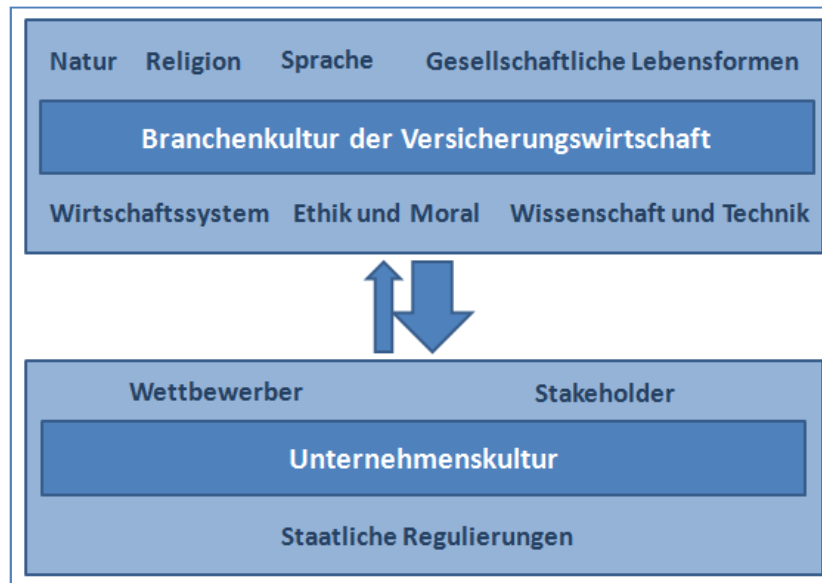 Natur Religion Sprache Gesellschaftliche Lebensformen
Branchenkultur der Versicherungswirtschaft
Wirtschaftssystem Ethik und Moral Wissenschaft und Technik
Wettbewerber Stakeholder
Unternehmenskultur
Staatliche Regulierungen